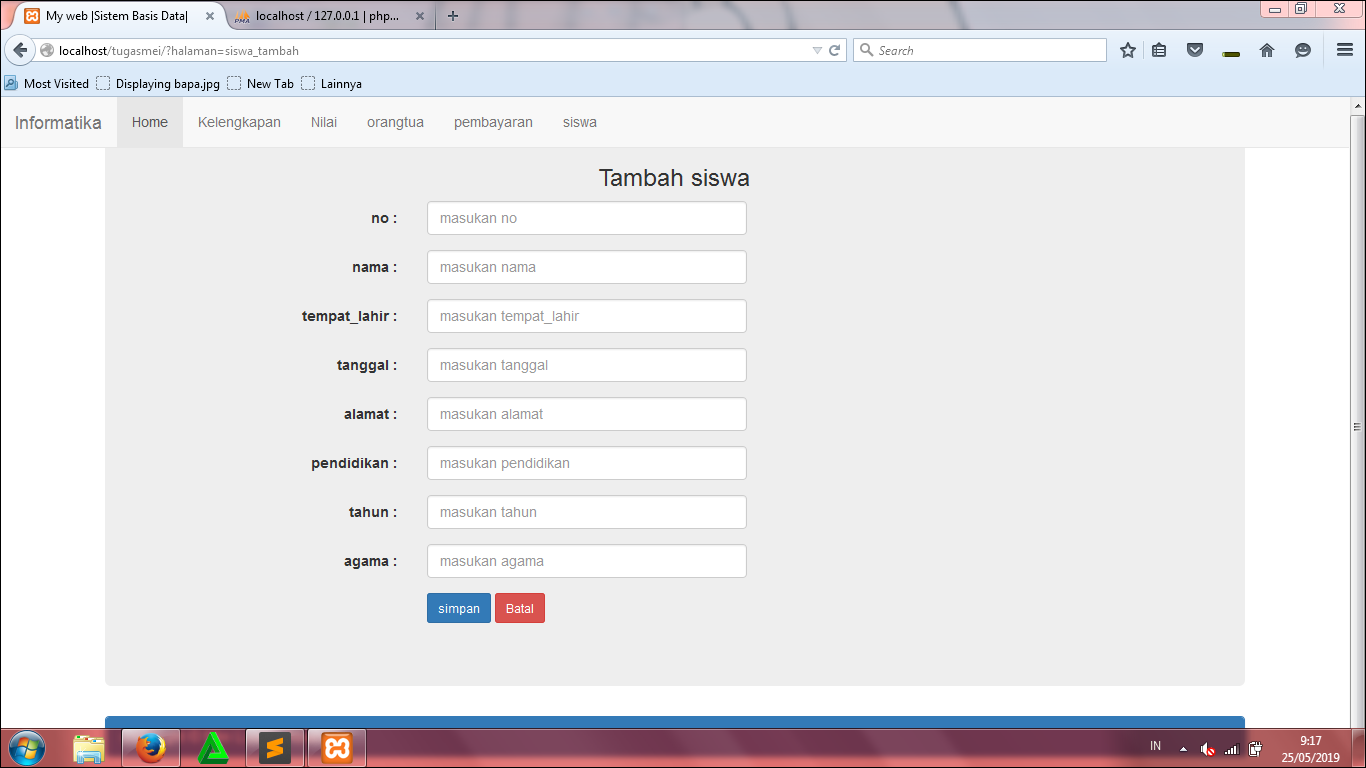 My web |Sistem Basis Data|
localhost / 127.0.0.1 | php...
localhost/tugasmei/?halaman=siswa_tambah
Search
Most Visited
Displaying bapa.jpg
New Tab
Lainnya
Informatika
Home
Kelengkapan
Nilai
orangtua
pembayaran
siswa
Tambah siswa
no :
masukan no
nama :
masukan nama
tempat_lahir :
masukan tempat_lahir
tanggal :
masukan tanggal
alamat :
masukan alamat
pendidikan :
masukan pendidikan
tahun :
masukan tahun
agama :
masukan agama
simpan
Batal
IN
9:17
25/05/2019